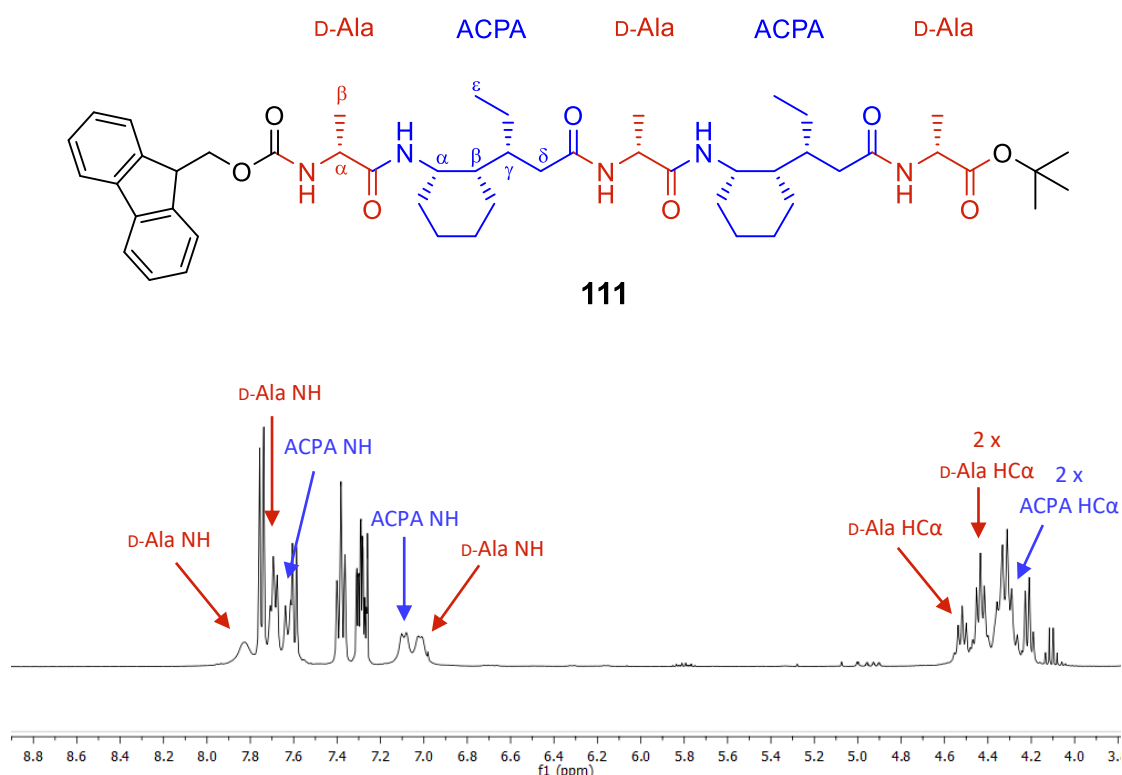 D-Ala ACPA D-Ala ACPA D-Ala
β ε
O H O H O
N N
α β γ δ
O N H α O N H O N H O
O O O
111
D-Ala NH
ACPA NH
D-Ala NH
ACPA NH
D-Ala NH
2 x
D-Ala HCα
2 x
ACPA HCα
D-Ala HCα
8.8 8.6 8.4 8.2 8.0 7.8 7.6 7.4 7.2 7.0 6.8 6.6 6.4 6.2 6.0 5.8 5.6 5.4 5.2 5.0 4.8 4.6 4.4 4.2 4.0
f1 (ppm)